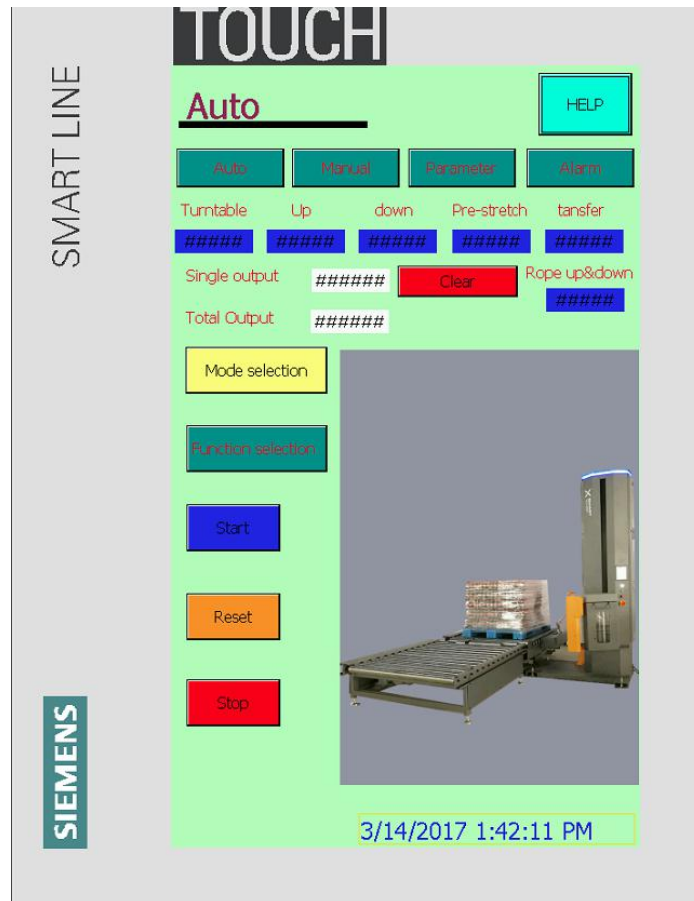 TOUCH
SMART LINE
SIEMENS
Auto
HELP
Auto Manual Parameter Alarm
Turntable Up down Pre-stretch tansfer
##### ##### ##### ##### #####
Single output ###### Clear Rope up&down
#####
Total Output ######
Mode selection
Function selection
Start
Reset
Stop
3/14/2017 1:42:11 PM